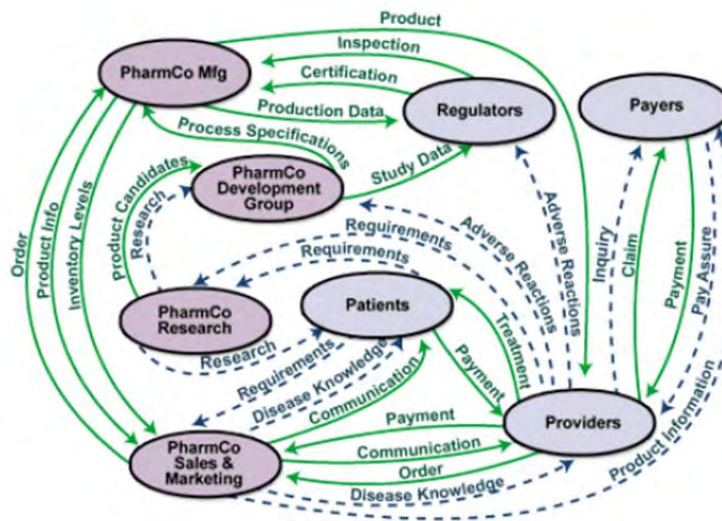 Product
Inspection
Certification
PharmCo Mfg
Production Data
Regulators
Payers
Process Specifications
Study Data
PharmCo
Development
Group
Product Candidates
Research
Order
Product Info
Inventory Levels
Requirements
Requirements
Adverse Reactions
Adverse Reactions
Inquiry
Claim
Payment
Pay Assure
PharmCo
Research
Patients
Research
Requirements
Disease Knowledge
Communication
Treatment
Payment
Payment
Communication
Order
Disease Knowledge
Providers
Product Information
PharmCo
Sales &
Marketing